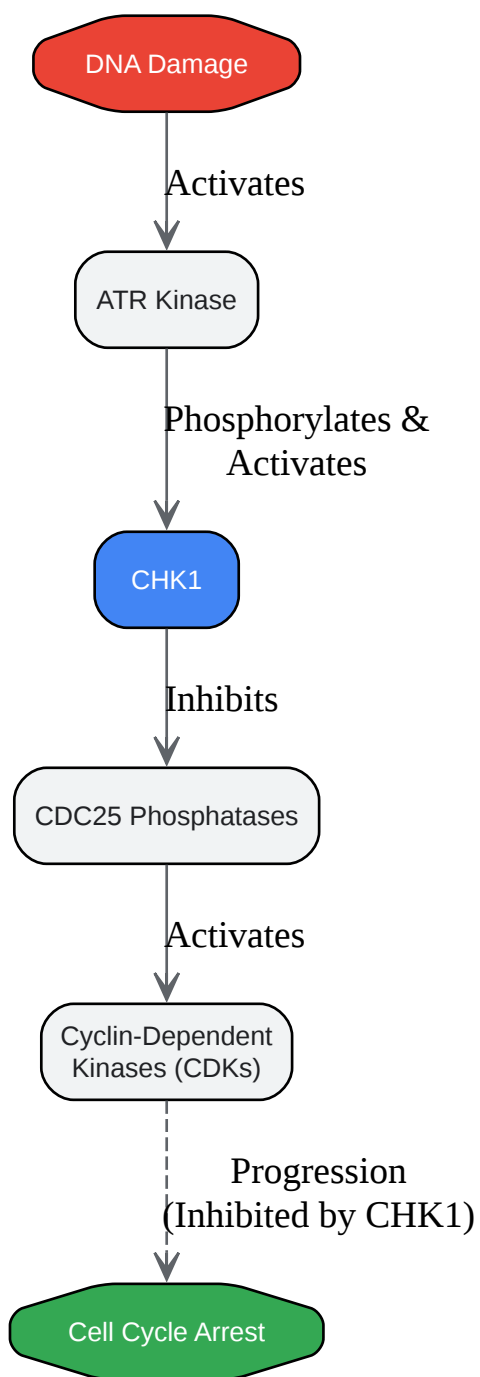 DNA Damage
Activates
ATR Kinase
Phosphorylates &
Activates
CHK1
Inhibits
CDC25 Phosphatases
Activates
Cyclin-Dependent
Kinases (CDKs)
Progression
(Inhibited by CHK1)
Cell Cycle Arrest